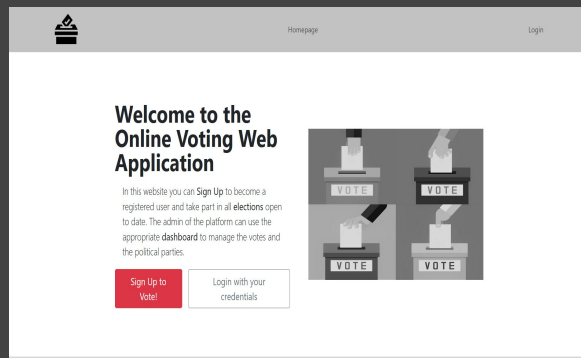 Homepage
Login
Welcome to the
Online Voting Web
Application
In this website you can Sign Up to become a
registered user and take part in all elections open
to date. The admin of the platform can use the
appropriate dashboard to manage the votes and
the political parties.
Sign Up to
Vote!
Login with your
credentials
VOTE
VOTE
VOTE
VOTE